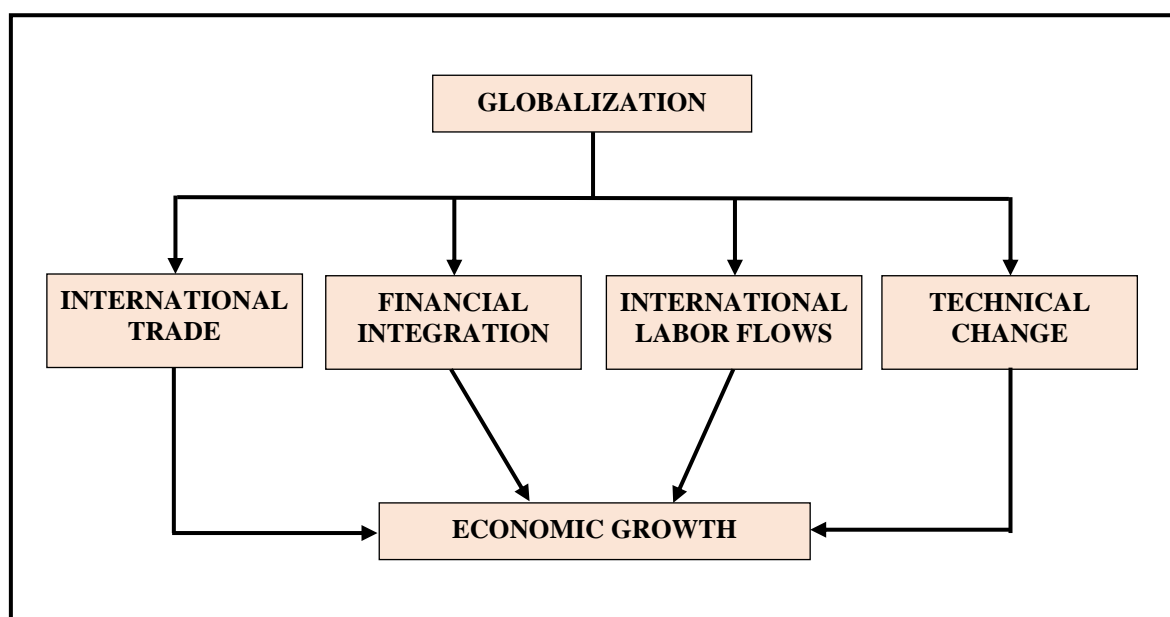 GLOBALIZATION
INTERNATIONAL
TRADE
FINANCIAL
INTEGRATION
INTERNATIONAL
LABOR FLOWS
TECHNICAL
CHANGE
ECONOMIC GROWTH